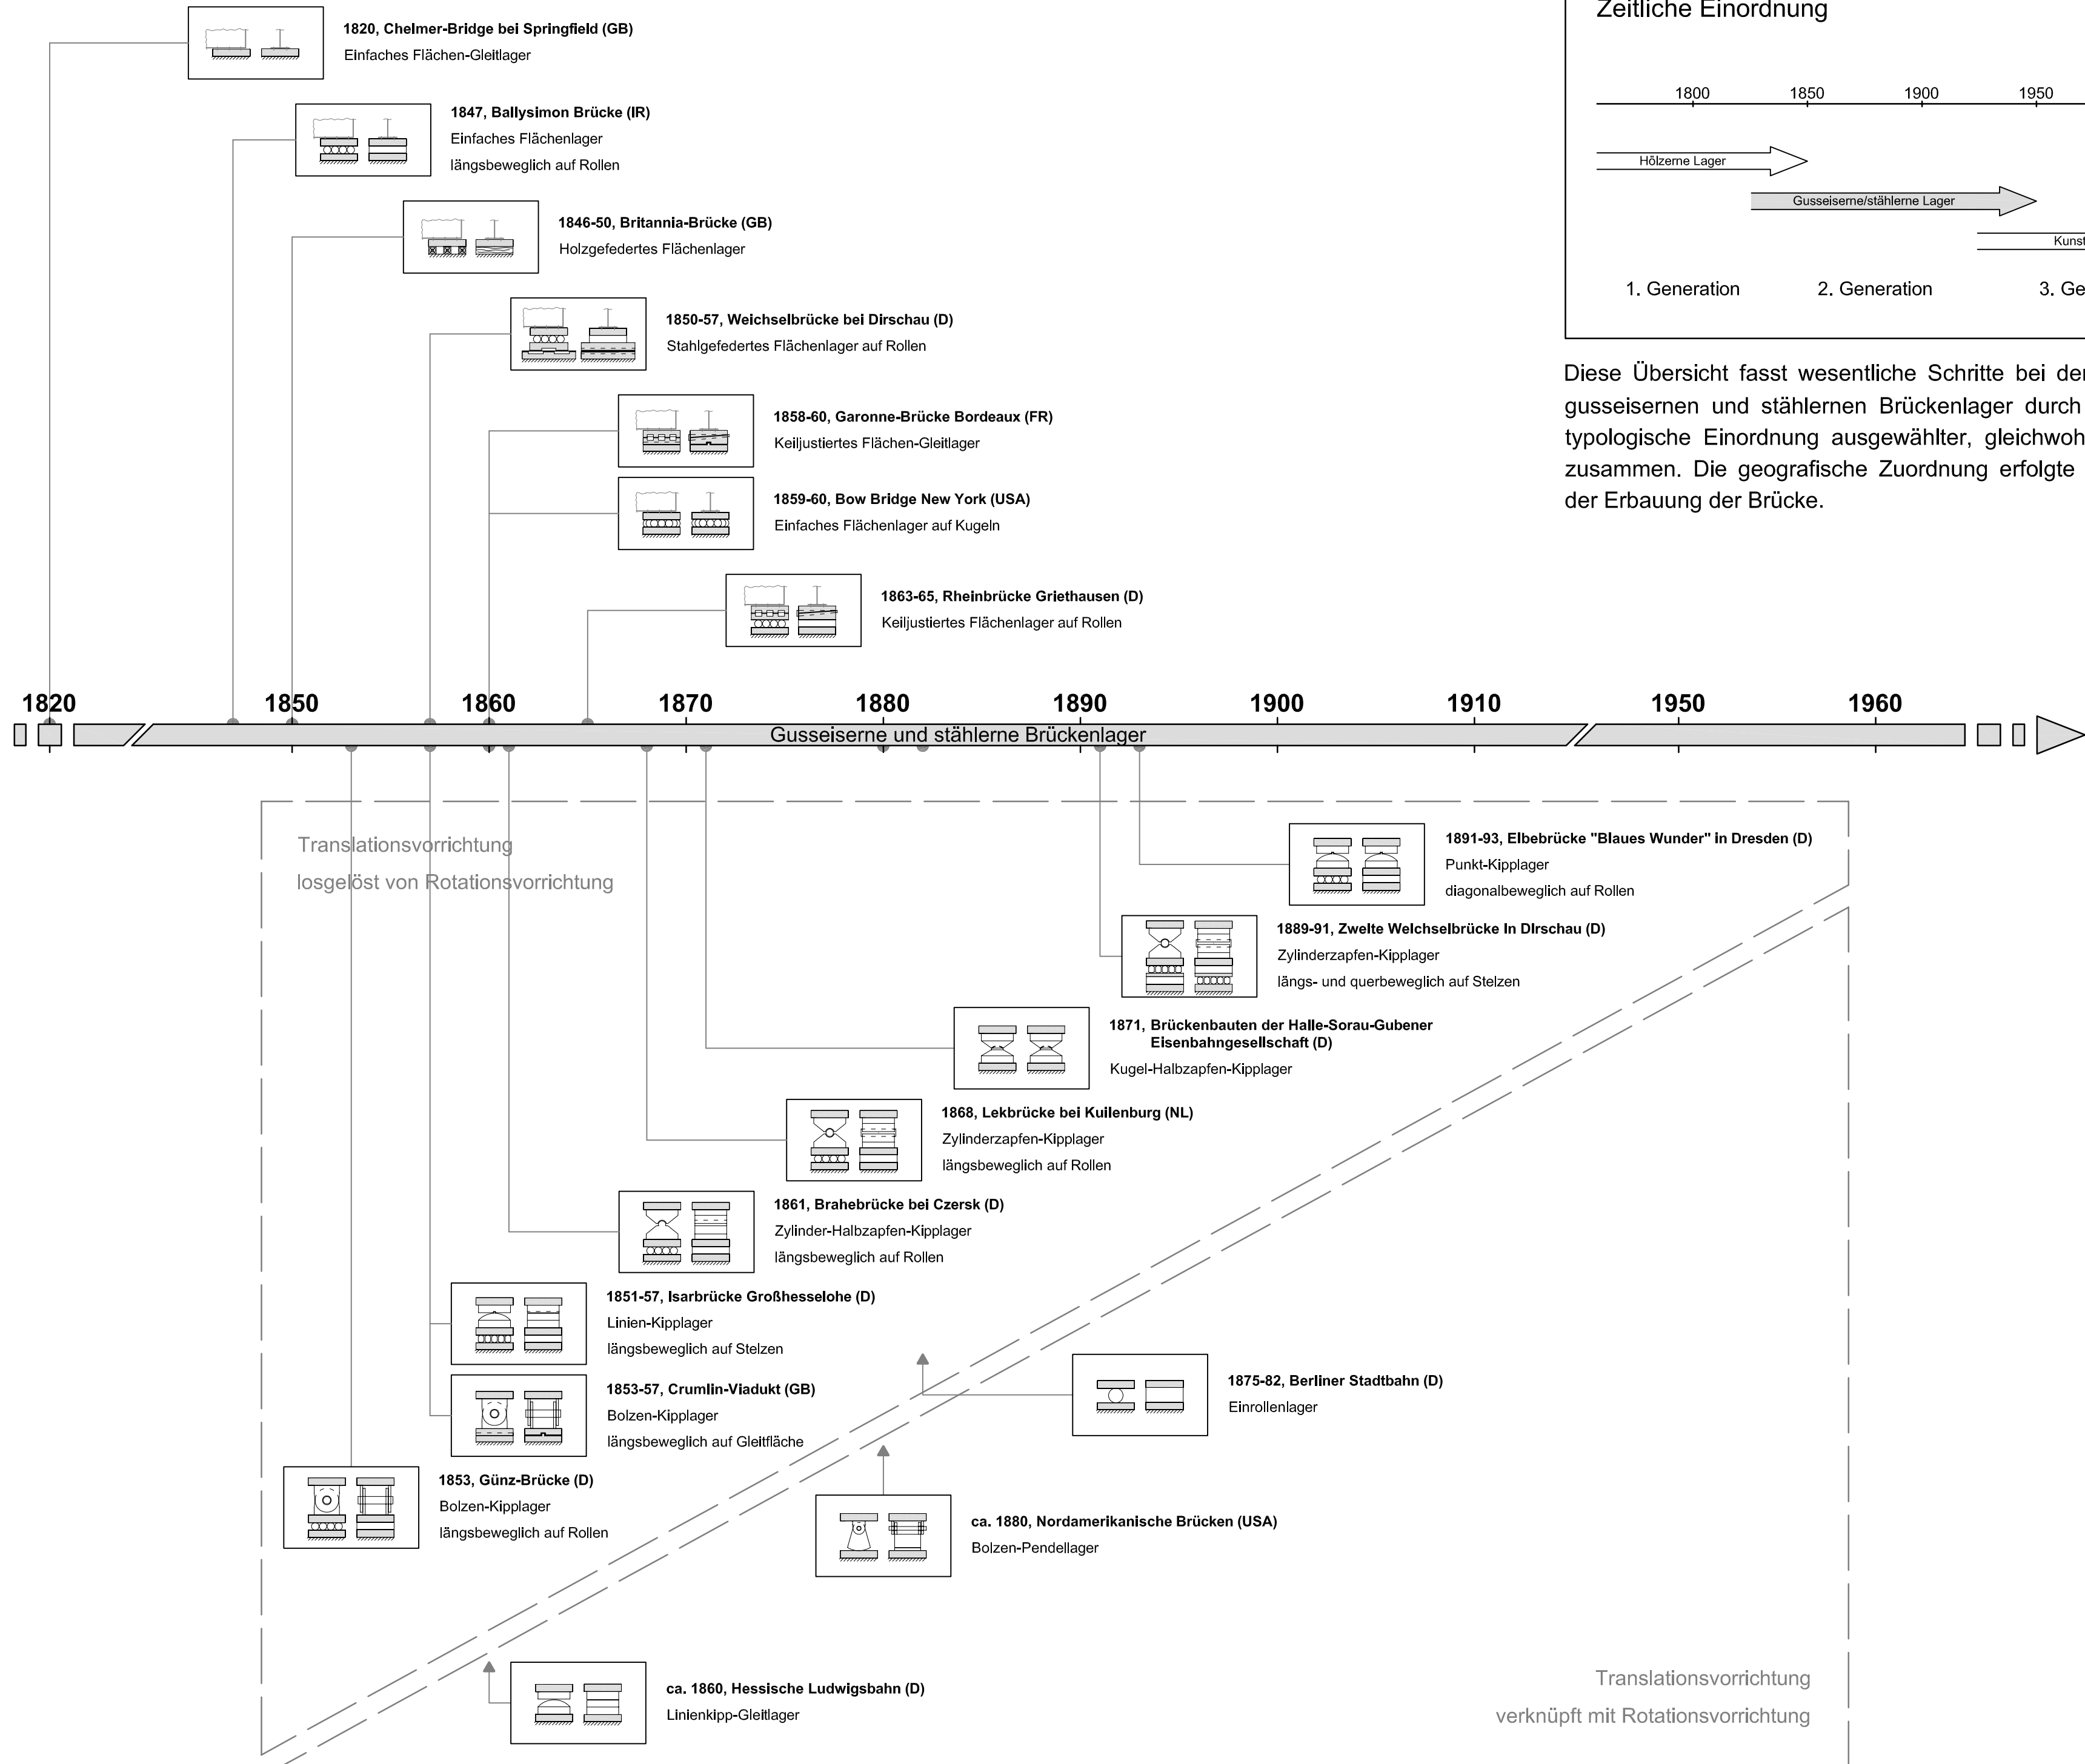 1820, Chelmer-Bridge bei Springfield (GB)
Einfaches Flächen-Gleitlager
1847, Ballysimon Brücke (IR)
Einfaches Flächenlager
längsbeweglich auf Rollen
1846-50, Britannia-Brücke (GB)
Holzgefedertes Flächenlager
1850-57, Weichselbrücke bei Dirschau (D)
Stahlgefedertes Flächenlager auf Rollen
1858-60, Garonne-Brücke Bordeaux (FR)
Keiljustiertes Flächen-Gleitlager
1859-60, Bow Bridge New York (USA)
Einfaches Flächenlager auf Kugeln
1863-65, Rheinbrücke Griethausen (D)
Keiljustiertes Flächenlager auf Rollen
Zeitliche Einordnung
1800 1850 1900 1950
Hölzerne Lager
Gusseiserne/stählerne Lager
Kunst
1. Generation 2. Generation 3. Ge
Diese Übersicht fasst wesentliche Schritte bei der
gusseisernen und stählernen Brückenlager durch
typologische Einordnung ausgewählter, gleichwoh
zusammen. Die geografische Zuordnung erfolgte
der Erbauung der Brücke.
1820 1850 1860 1870 1880 1890 1900 1910 1950 1960
Gusseiserne und stählerne Brückenlager
Translationsvorrichtung
losgelöst von Rotationsvorrichtung
1891-93, Elbebrücke "Blaues Wunder" in Dresden (D)
Punkt-Kipplager
diagonalbeweglich auf Rollen
1889-91, Zweite Weichselbrücke in Dirschau (D)
Zylinderzapfen-Kipplager
längs- und querbeweglich auf Stelzen
1871, Brückenbauten der Halle-Sorau-Gubener
Eisenbahngesellschaft (D)
Kugel-Halbzapfen-Kipplager
1868, Lekbrücke bei Kuilenburg (NL)
Zylinderzapfen-Kipplager
längsbeweglich auf Rollen
1861, Brahebrücke bei Czersk (D)
Zylinder-Halbzapfen-Kipplager
längsbeweglich auf Rollen
1851-57, Isarbrücke Großhesselohe (D)
Linien-Kipplager
längsbeweglich auf Stelzen
1853-57, Crumlin-Viadukt (GB)
Bolzen-Kipplager
längsbeweglich auf Gleitfläche
1853, Günz-Brücke (D)
Bolzen-Kipplager
längsbeweglich auf Rollen
1875-82, Berliner Stadtbahn (D)
Einrollenlager
ca. 1880, Nordamerikanische Brücken (USA)
Bolzen-Pendellager
ca. 1860, Hessische Ludwigsbahn (D)
Linienkipp-Gleitlager
Translationsvorrichtung
verknüpft mit Rotationsvorrichtung